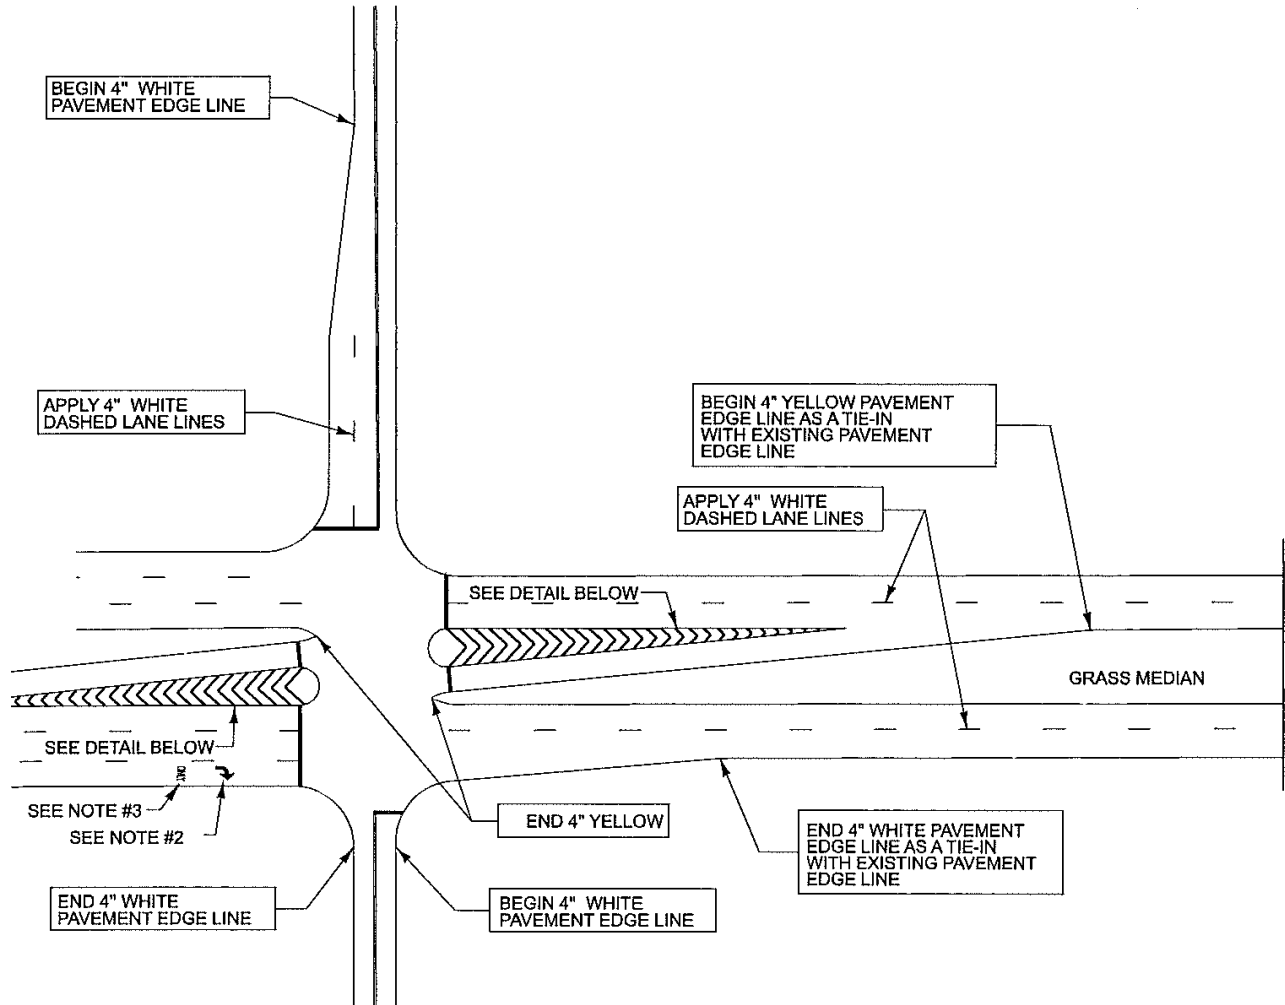 BEGIN 4" WHITE
PAVEMENT EDGE LINE
APPLY 4" WHITE
DASHED LANE LINES
BEGIN 4" YELLOW PAVEMENT
EDGE LINE AS A TIE-IN
WITH EXISTING PAVEMENT
EDGE LINE
APPLY 4" WHITE
DASHED LANE LINES
SEE DETAIL BELOW
GRASS MEDIAN
SEE DETAIL BELOW
ONLY
SEE NOTE #3
SEE NOTE #2
END 4" YELLOW
END 4" WHITE PAVEMENT
EDGE LINE AS A TIE-IN
WITH EXISTING PAVEMENT
EDGE LINE
END 4" WHITE
PAVEMENT EDGE LINE
BEGIN 4" WHITE
PAVEMENT EDGE LINE